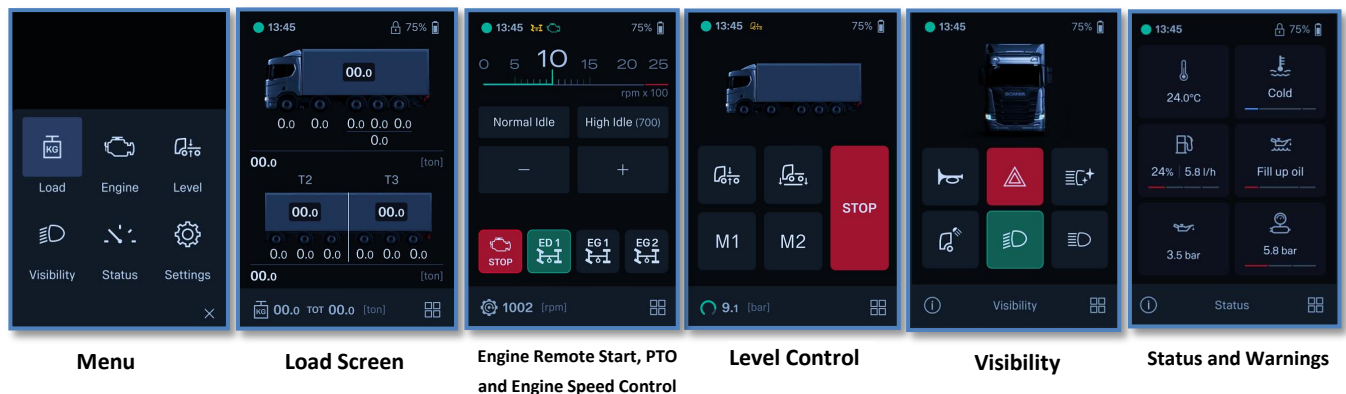 KG
Load
Engine
Level
Visibility
Status
Settings
Menu
13:45 75%
00.0
0.0 0.0 0.0 0.0 0.0
0.0
00.0 [ton]
T2 T3
00.0 00.0
0.0 0.0 0.0 0.0 0.0 0.0
00.0 [ton]
KG 00.0 TOT 00.0 [ton]
Load Screen
13:45 75%
0 5 10 15 20 25
rpm x 100
Normal Idle High Idle (700)
− +
STOP ED 1 EG 1 EG 2
1002 [rpm]
Engine Remote Start, PTO
and Engine Speed Control
13:45 75%
STOP
M1 M2
9.1 [bar]
Level Control
13:45 75%
SCANIA
Visibility
Visibility
13:45 75%
24.0°C Cold
24% 5.8 l/h Fill up oil
3.5 bar 5.8 bar
Status
Status and Warnings